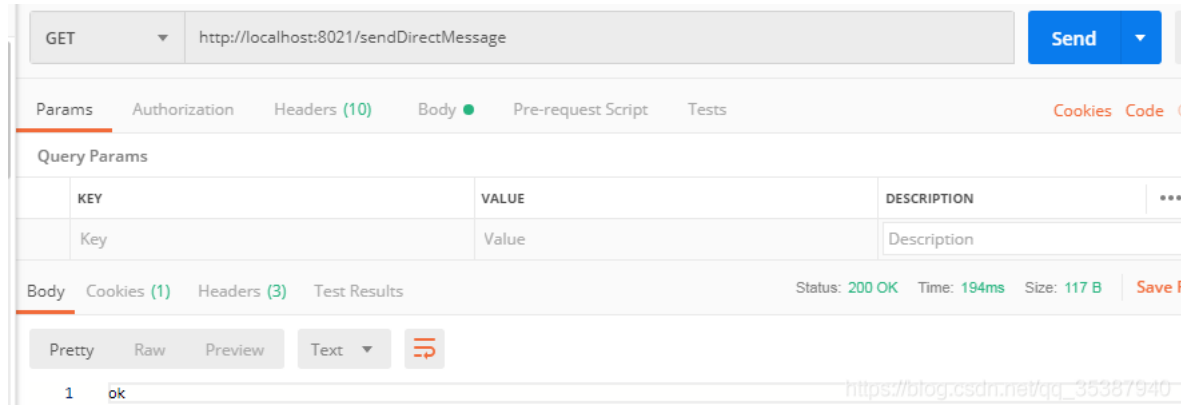 GET http://localhost:8021/sendDirectMessage Send
Params Authorization Headers (10) Body Pre-request Script Tests Cookies Code
Query Params
KEY VALUE DESCRIPTION
Key Value Description
Body Cookies (1) Headers (3) Test Results Status: 200 OK Time: 194ms Size: 117 B Save
Pretty Raw Preview Text
1 ok
https://blog.csdn.net/qq_35387940